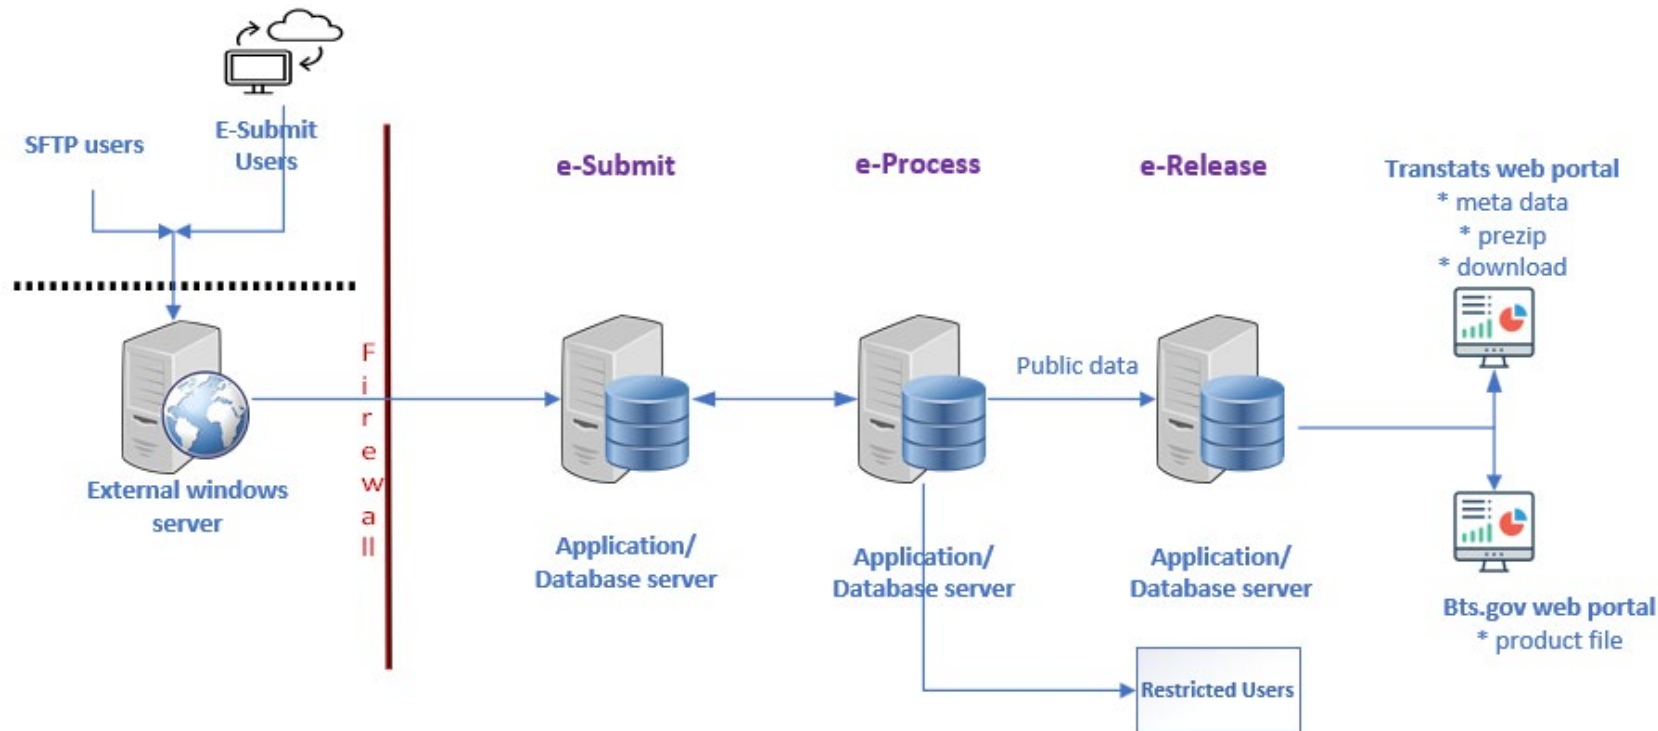 SFTP users
E-Submit
Users
e-Submit
e-Process
e-Release
Transtats web portal
* meta data
* prezip
* download
Firewall
Public data
External windows
server
Application/
Database server
Application/
Database server
Application/
Database server
Bts.gov web portal
* product file
Restricted Users